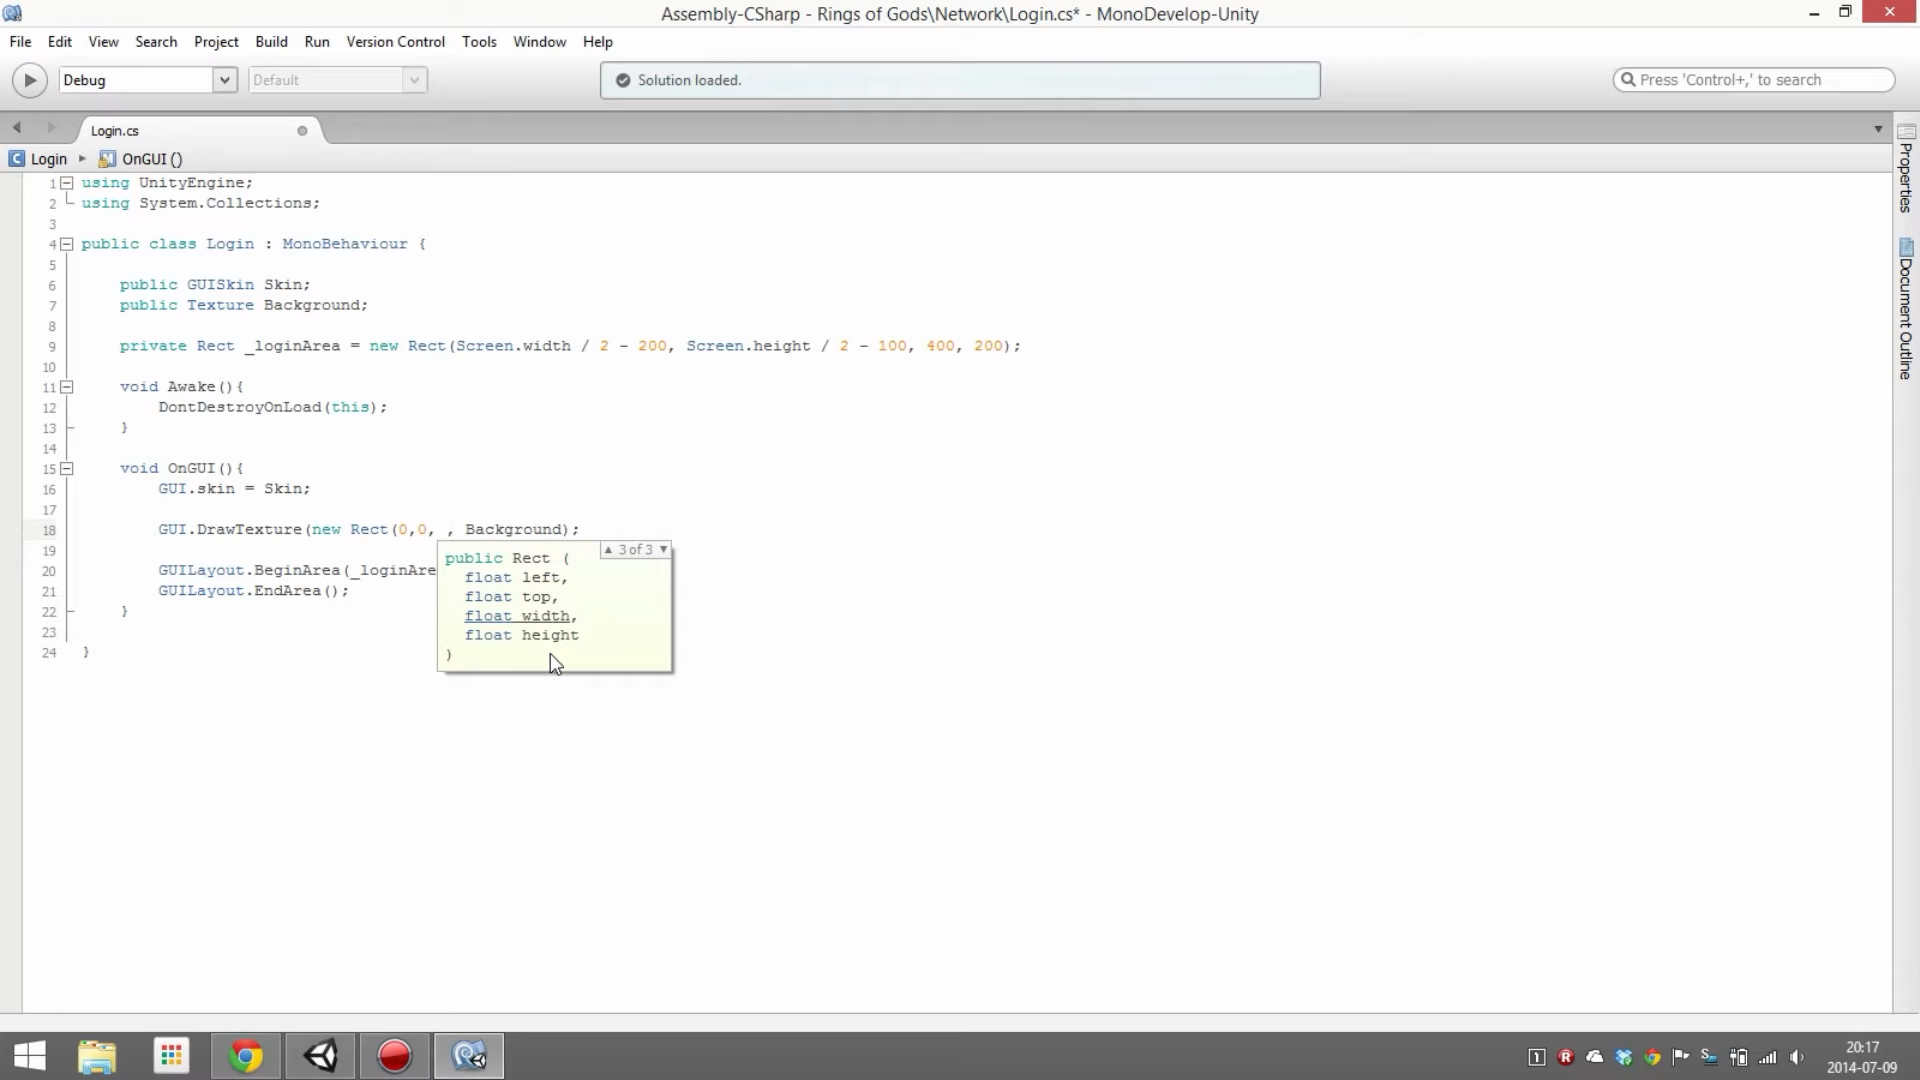 Assembly-CSharp - Rings of Gods\Network\Login.cs* - MonoDevelop-Unity
File Edit View Search Project Build Run Version Control Tools Window Help
Debug Default Solution loaded. Press 'Control+,' to search
Login.cs
Login OnGUI ()
Properties
Document Outline
1 using UnityEngine;
2 using System.Collections;
3
4 public class Login : MonoBehaviour {
5
6 public GUISkin Skin;
7 public Texture Background;
8
9 private Rect _loginArea = new Rect(Screen.width / 2 - 200, Screen.height / 2 - 100, 400, 200);
10
11 void Awake(){
12 DontDestroyOnLoad(this);
13 }
14
15 void OnGUI(){
16 GUI.skin = Skin;
17
18 GUI.DrawTexture(new Rect(0,0, , Background);
19
20 GUILayout.BeginArea(_loginAre
21 GUILayout.EndArea();
22 }
23
24 }
3 of 3
public Rect (
float left,
float top,
float width,
float height
)
20:17
2014-07-09